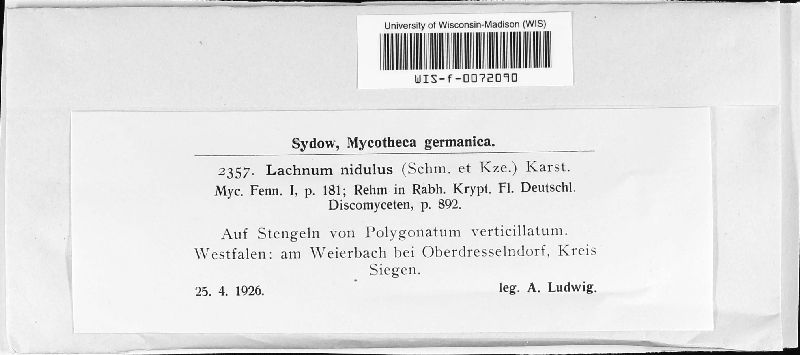 University of Wisconsin-Madison (WIS)
WIS-f-0072090
Sydow, Mycotheca germanica.
2357. Lachnum nidulus (Schm. et Kze.) Karst.
Myc. Fenn. I, p. 181; Rehm in Rabh. Krypt. Fl. Deutschl.
Discomyceten, p. 892.
Auf Stengeln von Polygonatum verticillatum.
Westfalen: am Weierbach bei Oberdresselndorf, Kreis
Siegen.
25. 4. 1926. leg. A. Ludwig.